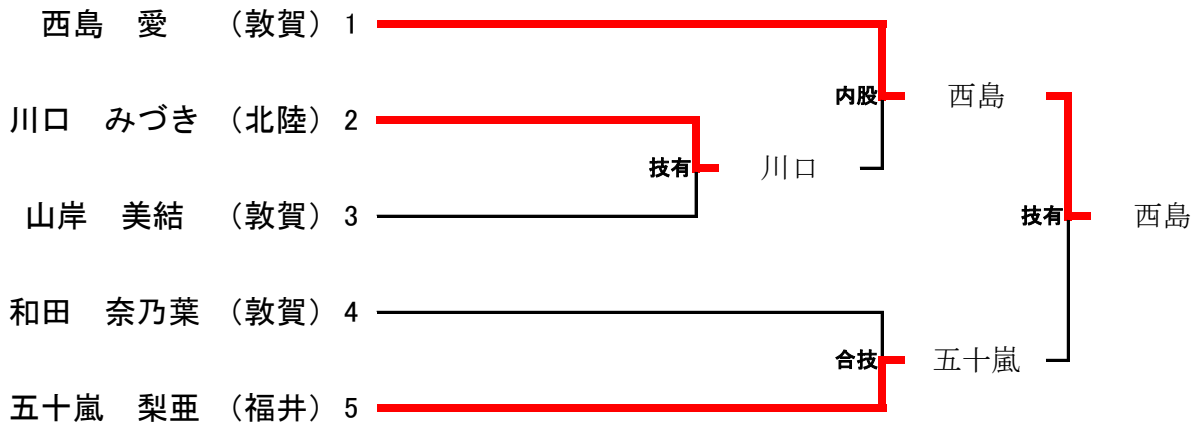 西島　愛　（敦賀） 1
内股　西島
川口　みづき　（北陸） 2
技有　川口
山岸　美結　（敦賀） 3
技有　西島
和田　奈乃葉　（敦賀） 4
合技　五十嵐
五十嵐　梨亜　（福井） 5